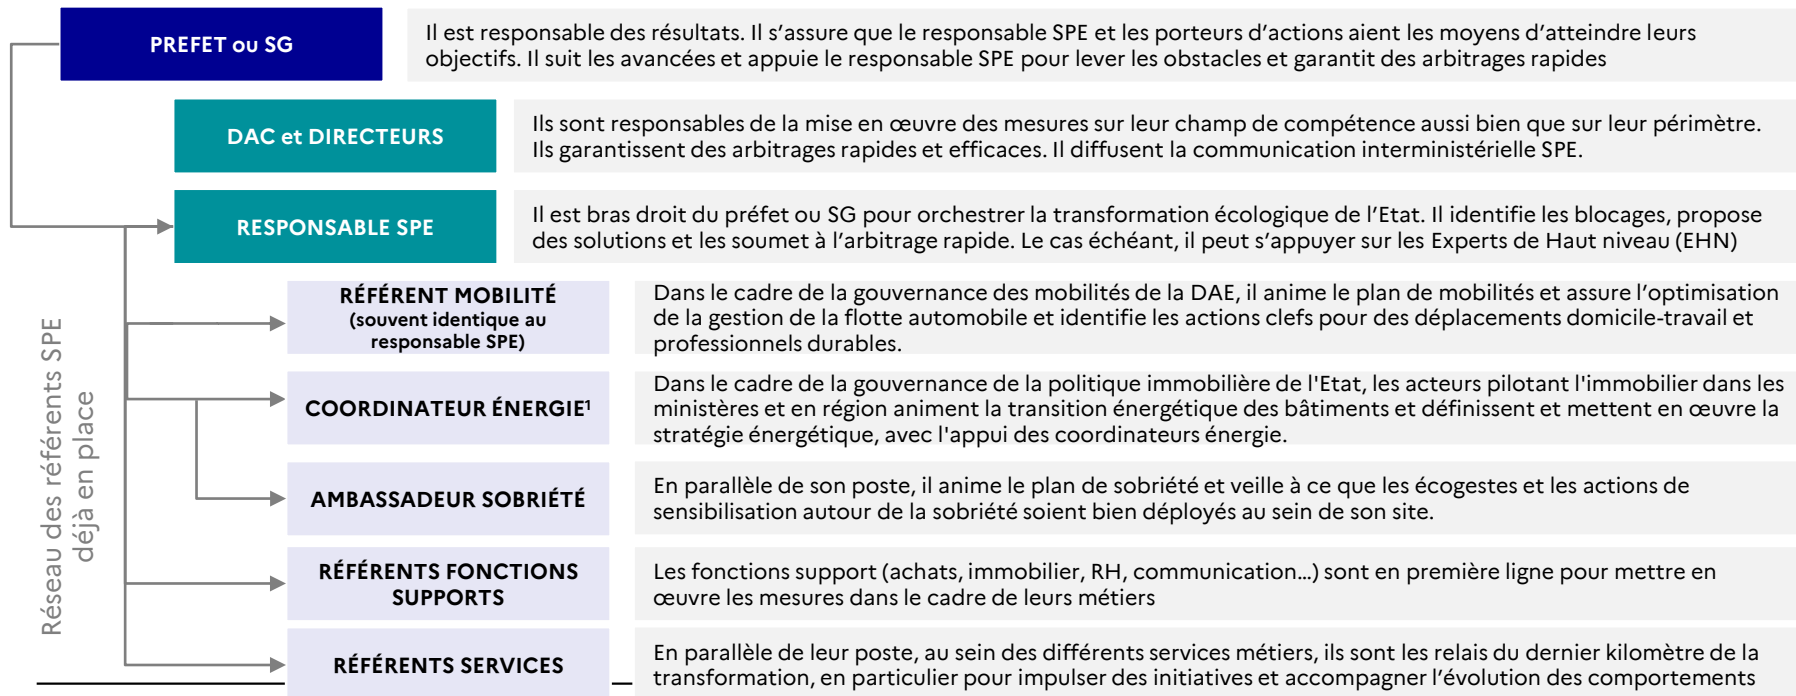 PREFET ou SG
Il est responsable des résultats. Il s’assure que le responsable SPE et les porteurs d’actions aient les moyens d’atteindre leurs
objectifs. Il suit les avancées et appuie le responsable SPE pour lever les obstacles et garantit des arbitrages rapides
DAC et DIRECTEURS
Ils sont responsables de la mise en œuvre des mesures sur leur champ de compétence aussi bien que sur leur périmètre.
Ils garantissent des arbitrages rapides et efficaces. Il diffusent la communication interministérielle SPE.
RESPONSABLE SPE
Il est bras droit du préfet ou SG pour orchestrer la transformation écologique de l’Etat. Il identifie les blocages, propose
des solutions et les soumet à l’arbitrage rapide. Le cas échéant, il peut s’appuyer sur les Experts de Haut niveau (EHN)
Réseau des référents SPE
déjà en place
RÉFÉRENT MOBILITÉ
(souvent identique au
responsable SPE)
Dans le cadre de la gouvernance des mobilités de la DAE, il anime le plan de mobilités et assure l’optimisation
de la gestion de la flotte automobile et identifie les actions clefs pour des déplacements domicile-travail et
professionnels durables.
COORDINATEUR ÉNERGIE¹
Dans le cadre de la gouvernance de la politique immobilière de l'Etat, les acteurs pilotant l'immobilier dans les
ministères et en région animent la transition énergétique des bâtiments et définissent et mettent en œuvre la
stratégie énergétique, avec l'appui des coordinateurs énergie.
AMBASSADEUR SOBRIÉTÉ
En parallèle de son poste, il anime le plan de sobriété et veille à ce que les écogestes et les actions de
sensibilisation autour de la sobriété soient bien déployés au sein de son site.
RÉFÉRENTS FONCTIONS
SUPPORTS
Les fonctions support (achats, immobilier, RH, communication…) sont en première ligne pour mettre en
œuvre les mesures dans le cadre de leurs métiers
RÉFÉRENTS SERVICES
En parallèle de leur poste, au sein des différents services métiers, ils sont les relais du dernier kilomètre de la
transformation, en particulier pour impulser des initiatives et accompagner l’évolution des comportements